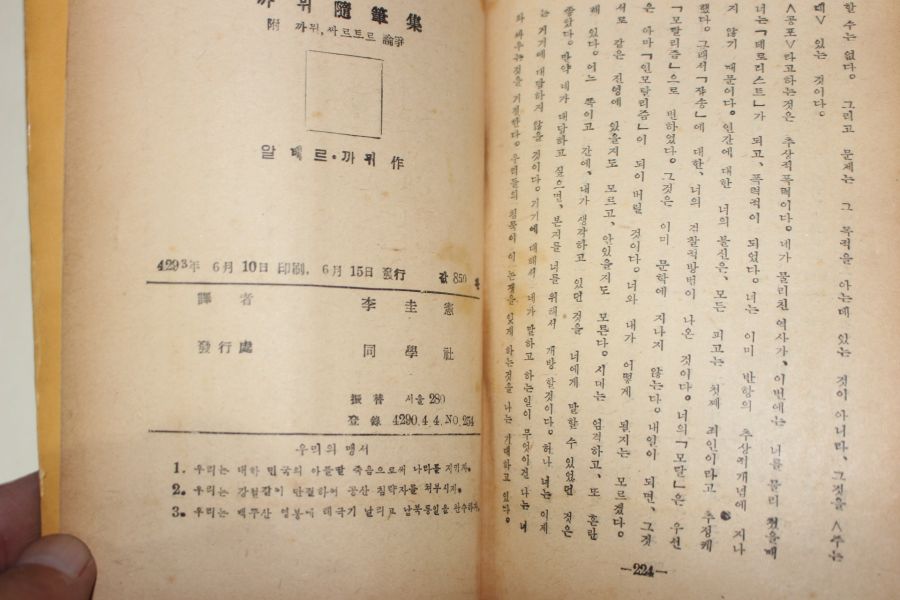 까뮈 隨筆集
附 까뮈, 싸르트르 論爭
알베르·까뮈 作
4293年 6月 10日 印刷, 6月 15日 發行 값 850
譯者 李圭憲
發行處 同學社
振替 서울 280
登錄 4290.4.4. NO. 254
우리의 맹서
1. 우리는 대한 민국의 아들딸 죽음으로써 나라를 지키자.
2. 우리는 강철같이 단결하여 공산 침략자를 쳐부시자.
3. 우리는 백두산 영봉에 태극기 날리고 남북통일을 완수하자.
할 수는 없다. 그리고 문제는 그 목적을 아는데 있는 것이 아니라, 그것을 <주는
데> 있는 것이다.
<공포>라고하는것은 추상적폭력이다. 네가 물리친 역사가, 이번에는 너를 물리쳤을때
너는 「테로리스트」가 되고, 폭력적이 되었다. 너는 이미 반항의 추상적개념에 지나
지 않기 때문이다. 인간에 대한 너의 불신은, 모든 피고는 첫째 죄인이라고 추정케
했다. 그래서 「쟝송」에 대한, 너의 경찰적방법이 나온 것이다. 너의 「모랄」은 우선
「모랄리즘」으로 변하였다. 그것은 이미 문학에 지나지 않는다. 내일이 되면, 그것
은 아마 「인모랄리즘」이 되어 버릴 것이다. 너와 내가 어떻게 될지는 모르겠다.
서로 같은 진영에 있을지도 모르고, 안있을지도 모른다. 시대는 엄격하고, 또 혼란
해 있다. 어느 쪽이고 간에, 내가 생각하고 있던 것을 너에게 말할 수 있었던 것은
좋았다. 만약 네가 대답하고 싶으면, 본지를 너를 위해서 개방 할것이다. 허나 너는 이제
는 거기에 대답하지 않을 것이다. 거기에 대해서 네가 말하고 하는일이 무엇이건 나는 너
와 싸우는것을 거절한다. 우리들의 침묵이 이 논쟁을 잊게 하는것을 나는 기대하고 있다.
—224—